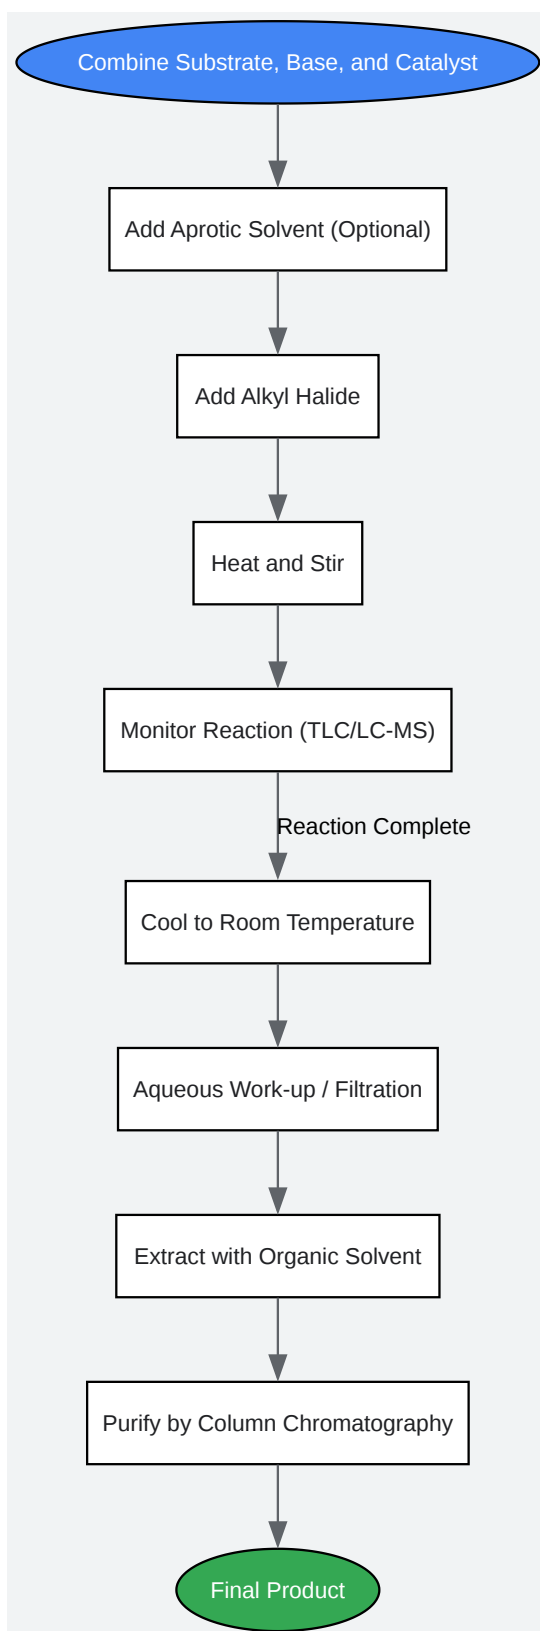 Combine Substrate, Base, and Catalyst
Add Aprotic Solvent (Optional)
Add Alkyl Halide
Heat and Stir
Monitor Reaction (TLC/LC-MS)
Reaction Complete
Cool to Room Temperature
Aqueous Work-up / Filtration
Extract with Organic Solvent
Purify by Column Chromatography
Final Product